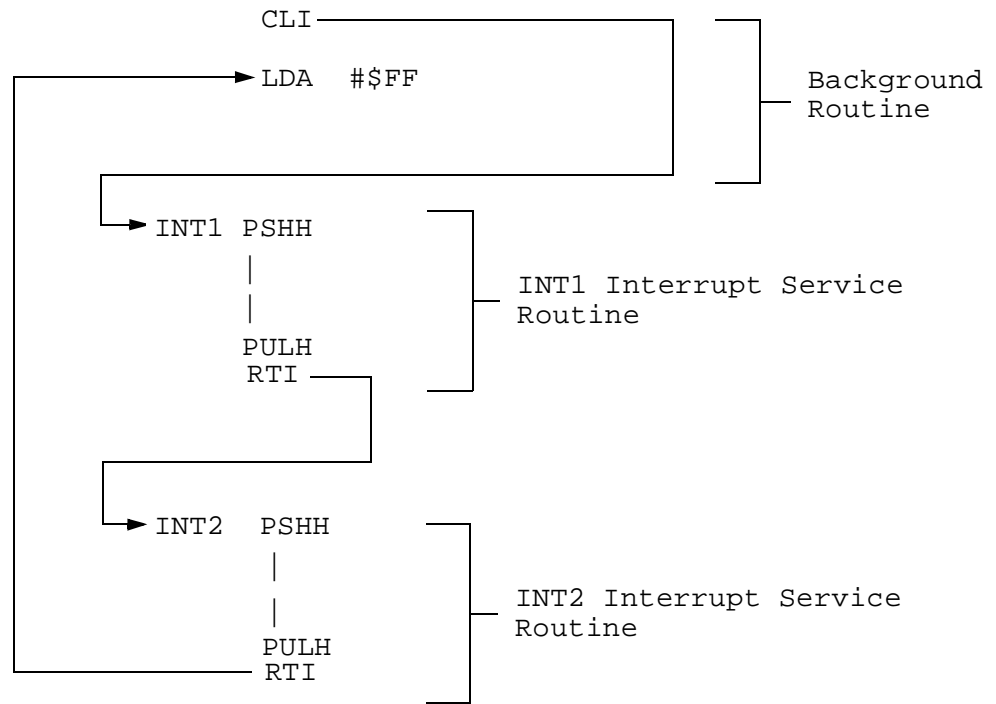 CLI
LDA #$FF
Background
Routine
INT1 PSHH
|
|
PULH
RTI
INT1 Interrupt Service
Routine
INT2 PSHH
|
|
PULH
RTI
INT2 Interrupt Service
Routine